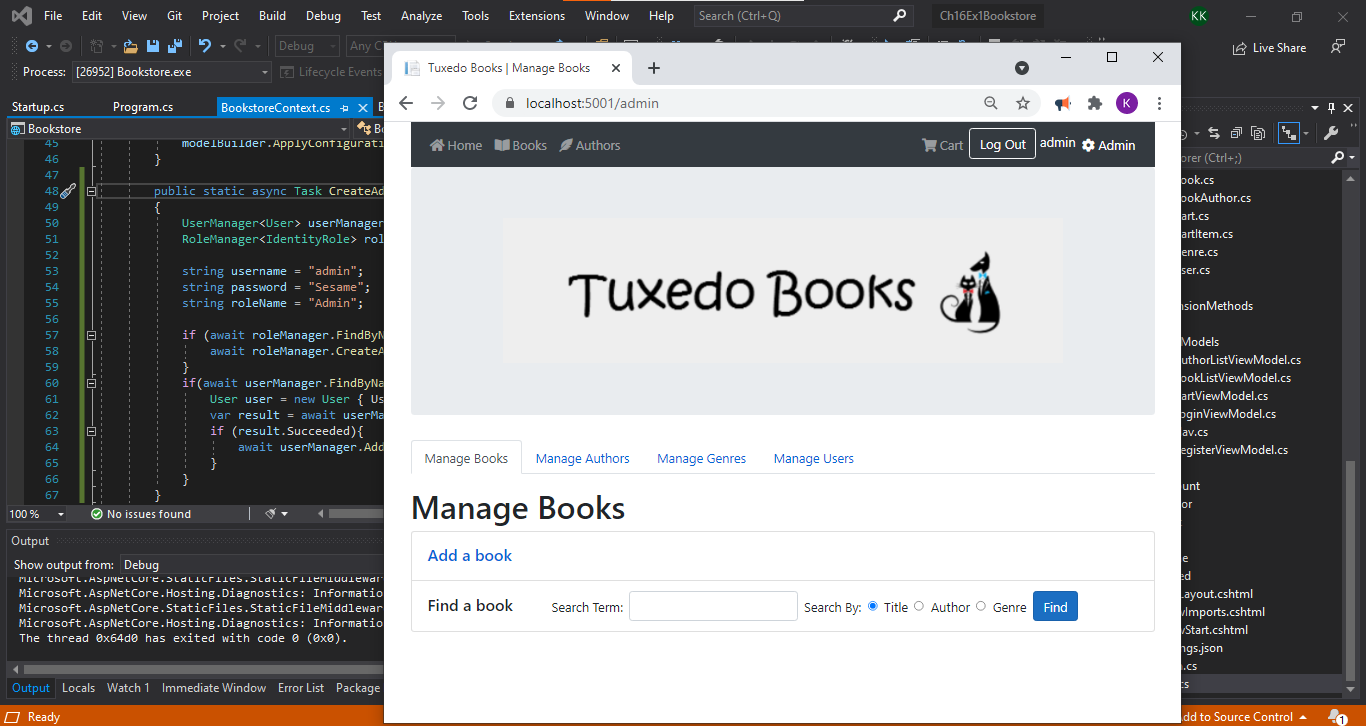 File Edit View Git Project Build Debug Test Analyze Tools Extensions Window Help Search (Ctrl+Q) Ch16Ex1Bookstore KK
Debug Any
Live Share
Process: [26952] Bookstore.exe Lifecycle Events
Startup.cs Program.cs BookstoreContext.cs
Bookstore
45 modelBuilder.ApplyConfigurati
46 }
47
48 public static async Task CreateAd
49 {
50 UserManager<User> userManager
51 RoleManager<IdentityRole> rol
52
53 string username = "admin";
54 string password = "Sesame";
55 string roleName = "Admin";
56
57 if (await roleManager.FindByN
58 await roleManager.CreateA
59 }
60 if(await userManager.FindByNa
61 User user = new User { Us
62 var result = await userMa
63 if (result.Succeeded){
64 await userManager.Add
65 }
66 }
67 }
100 % No issues found
Output
Show output from: Debug
Microsoft.AspNetCore.StaticFiles.StaticFileMiddlewar
Microsoft.AspNetCore.Hosting.Diagnostics: Informatio
Microsoft.AspNetCore.StaticFiles.StaticFileMiddlewar
Microsoft.AspNetCore.Hosting.Diagnostics: Informatio
The thread 0x64d0 has exited with code 0 (0x0).
Output Locals Watch 1 Immediate Window Error List Package
Ready
Tuxedo Books | Manage Books
localhost:5001/admin K
Home Books Authors Cart Log Out admin Admin
Tuxedo Books
Manage Books Manage Authors Manage Genres Manage Users
Manage Books
Add a book
Find a book Search Term: Search By: Title Author Genre Find
orer (Ctrl+;)
ook.cs
ookAuthor.cs
art.cs
artItem.cs
enre.cs
ser.cs
nsionMethods
Models
uthorListViewModel.cs
ookListViewModel.cs
artViewModel.cs
oginViewModel.cs
av.cs
egisterViewModel.cs
ount
or
e
ed
Layout.cshtml
wImports.cshtml
wStart.cshtml
ngs.json
n.cs
cs
dd to Source Control 1